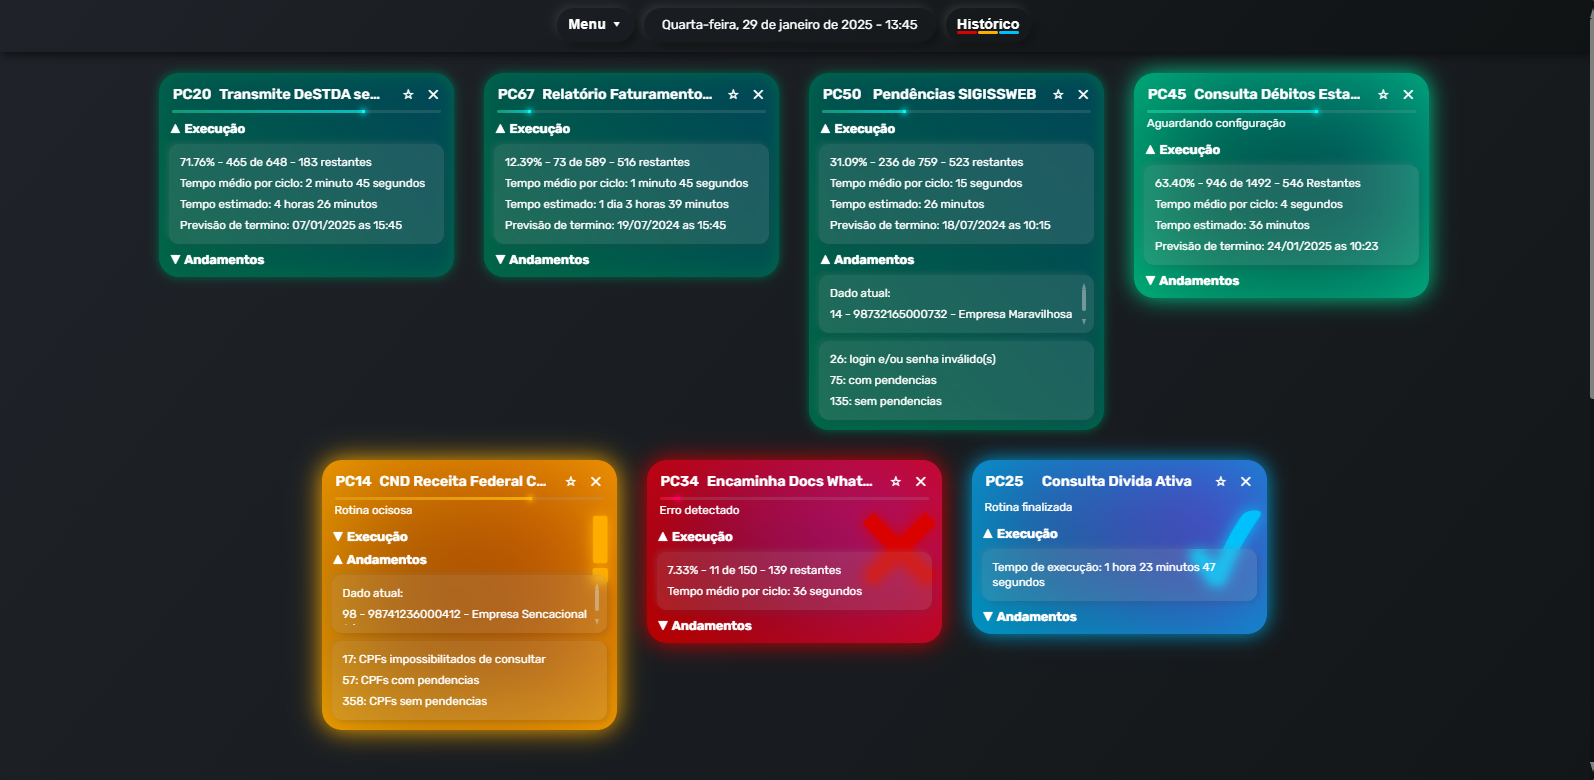 Menu ▼
Quarta-feira, 29 de janeiro de 2025 - 13:45
Histórico
PC20 Transmite DeSTDA se...
▲ Execução
71.76% - 465 de 648 - 183 restantes
Tempo médio por ciclo: 2 minuto 45 segundos
Tempo estimado: 4 horas 26 minutos
Previsão de termino: 07/01/2025 as 15:45
▼ Andamentos
PC67 Relatório Faturamento...
▲ Execução
12.39% - 73 de 589 - 516 restantes
Tempo médio por ciclo: 1 minuto 45 segundos
Tempo estimado: 1 dia 3 horas 39 minutos
Previsão de termino: 19/07/2024 as 15:45
▼ Andamentos
PC50 Pendências SIGISSWEB
▲ Execução
31.09% - 236 de 759 - 523 restantes
Tempo médio por ciclo: 15 segundos
Tempo estimado: 26 minutos
Previsão de termino: 18/07/2024 as 10:15
▲ Andamentos
Dado atual:
14 - 98732165000732 - Empresa Maravilhosa
26: login e/ou senha inválido(s)
75: com pendencias
135: sem pendencias
PC45 Consulta Débitos Esta...
Aguardando configuração
▲ Execução
63.40% - 946 de 1492 - 546 Restantes
Tempo médio por ciclo: 4 segundos
Tempo estimado: 36 minutos
Previsão de termino: 24/01/2025 as 10:23
▼ Andamentos
PC14 CND Receita Federal C...
Rotina ocisosa
▼ Execução
▲ Andamentos
Dado atual:
98 - 98741236000412 - Empresa Sencacional
17: CPFs impossibilitados de consultar
57: CPFs com pendencias
358: CPFs sem pendencias
PC34 Encaminha Docs What...
Erro detectado
▲ Execução
7.33% - 11 de 150 - 139 restantes
Tempo médio por ciclo: 36 segundos
▼ Andamentos
PC25 Consulta Divida Ativa
Rotina finalizada
▲ Execução
Tempo de execução: 1 hora 23 minutos 47
segundos
▼ Andamentos